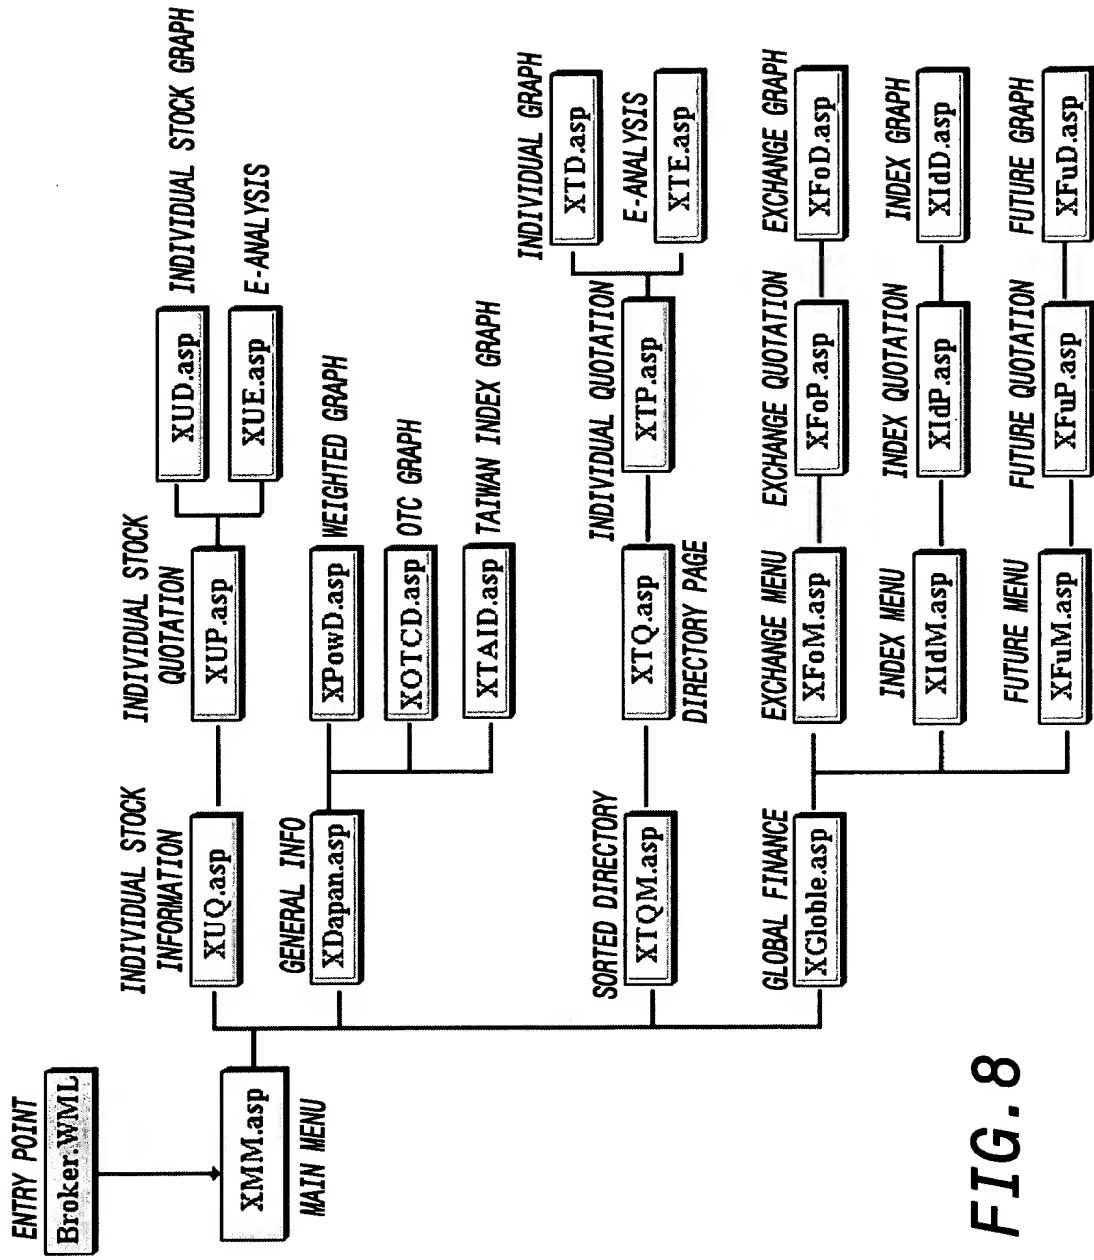 ENTRY POINT
Broker.WML
XMM.asp
MAIN MENU
INDIVIDUAL STOCK
INFORMATION
XUQ.asp
INDIVIDUAL STOCK
QUOTATION
XUP.asp
INDIVIDUAL STOCK GRAPH
XUD.asp
E-ANALYSIS
XUE.asp
GENERAL INFO
XDapan.asp
WEIGHTED GRAPH
XPowD.asp
OTC GRAPH
XOTCD.asp
TAIWAN INDEX GRAPH
XTAID.asp
SORTED DIRECTORY
XTQM.asp
XTQ.asp
DIRECTORY PAGE
INDIVIDUAL QUOTATION
XTP.asp
INDIVIDUAL GRAPH
XTD.asp
E-ANALYSIS
XTE.asp
GLOBAL FINANCE
XGloble.asp
EXCHANGE MENU
XFoM.asp
EXCHANGE QUOTATION
XFoP.asp
EXCHANGE GRAPH
XFoD.asp
INDEX MENU
XIdM.asp
INDEX QUOTATION
XIdP.asp
INDEX GRAPH
XIdD.asp
FUTURE MENU
XFuM.asp
FUTURE QUOTATION
XFuP.asp
FUTURE GRAPH
XFuD.asp
FIG.8